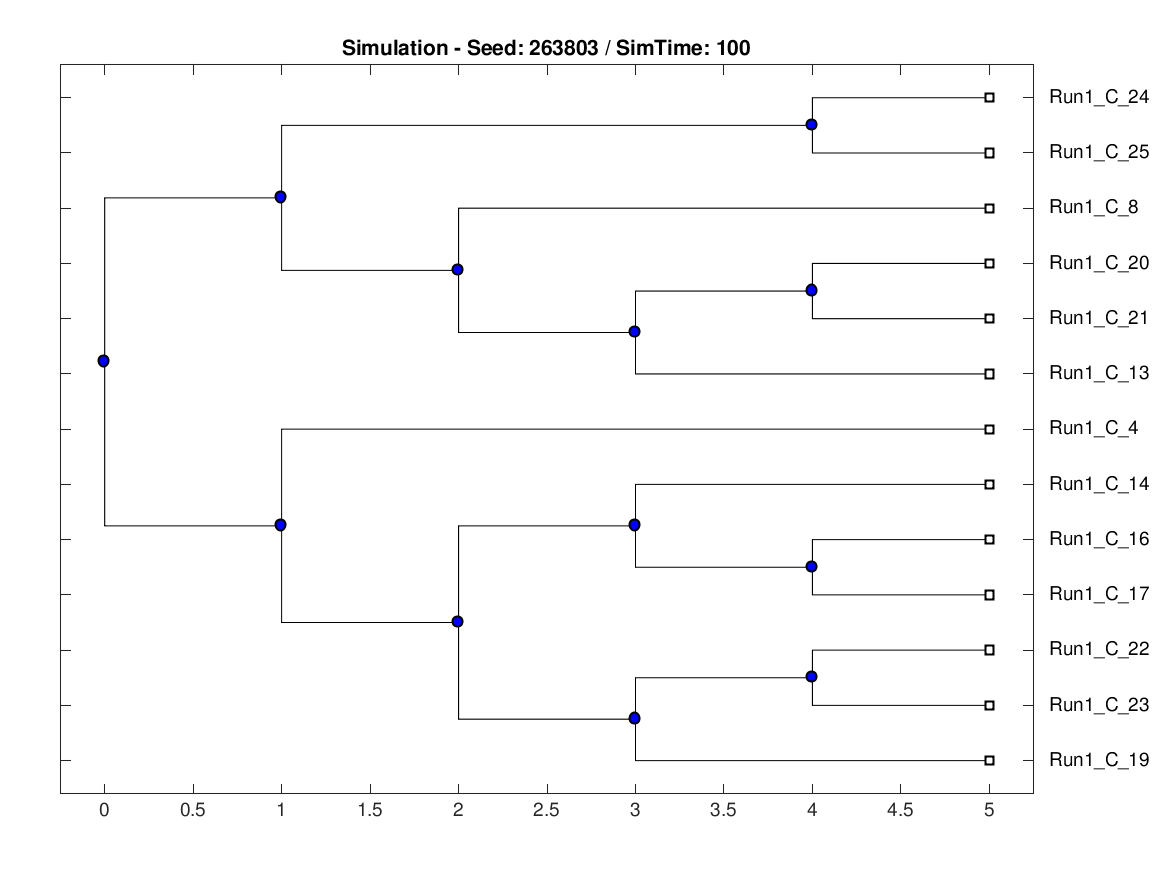 Simulation - Seed: 263803 / SimTime: 100
Run1_C_24
Run1_C_25
Run1_C_8
Run1_C_20
Run1_C_21
Run1_C_13
Run1_C_4
Run1_C_14
Run1_C_16
Run1_C_17
Run1_C_22
Run1_C_23
Run1_C_19
0 0.5 1 1.5 2 2.5 3 3.5 4 4.5 5